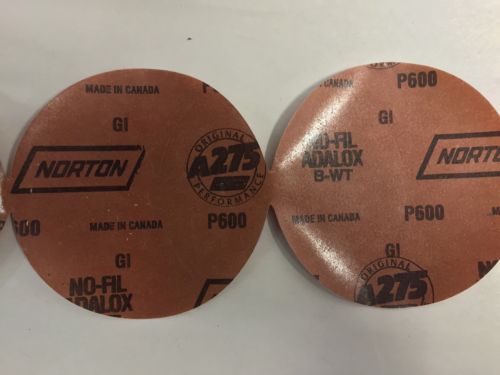 MADE IN CANADA
P600
GI
NORTON
ORIGINAL
A275
PERFORMANCE
MADE IN CANADA
P600
GI
NO-FIL
ADALOX
P600
GI
NO-FIL
ADALOX
B-WT
NORTON
MADE IN CANADA
P600
GI
ORIGINAL
A275